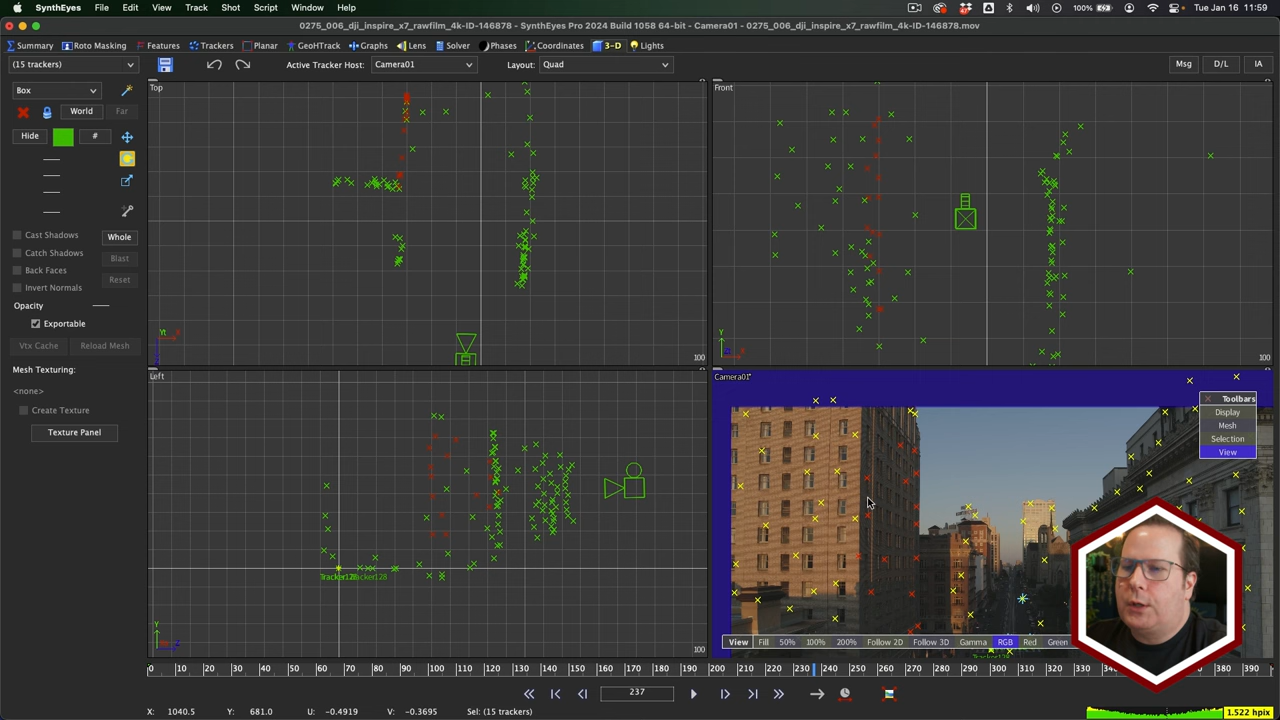 SynthEyes File Edit View Track Shot Script Window Help 100% Tue Jan 16 11:59
0275_006_dji_inspire_x7_rawfilm_4k-ID-146878 - SynthEyes Pro 2024 Build 1058 64-bit - Camera01 - 0275_006_dji_inspire_x7_rawfilm_4k-ID-146878.mov
Summary Roto Masking Features Trackers Planar GeoHTrack Graphs Lens Solver Phases Coordinates 3-D Lights
(15 trackers) Active Tracker Host: Camera01 Layout: Quad Msg D/L IA
Box
World Far
Hide #
Cast Shadows Whole
Catch Shadows Blast
Back Faces
Reset
Invert Normals
Opacity
Exportable
Vtx Cache Reload Mesh
Mesh Texturing:
<none>
Create Texture
Texture Panel
Top
Yt X
100
Front
Y
100
Left
Y Z
100
Camera01*
Toolbars
Display
Mesh
Selection
View
View Fill 50% 100% 200% Follow 2D Follow 3D Gamma RGB Red Green
0 10 20 30 40 50 60 70 80 90 100 110 120 130 140 150 160 170 180 190 200 210 220 230 240 250 260 270 280 290 300 310 320 330 340 350 360 370 380 390
237
X: 1040.5 Y: 681.0 U: -0.4919 V: -0.3695 Sel: (15 trackers) 1.522 hpix